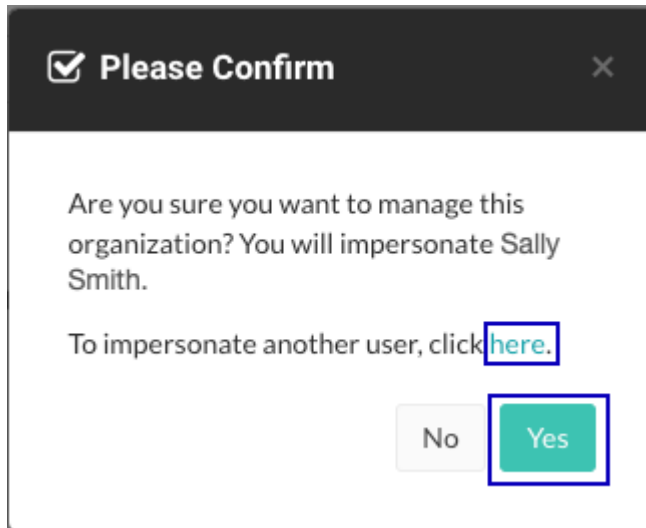 Please Confirm
Are you sure you want to manage this
organization? You will impersonate Sally
Smith.
To impersonate another user, click here.
No Yes